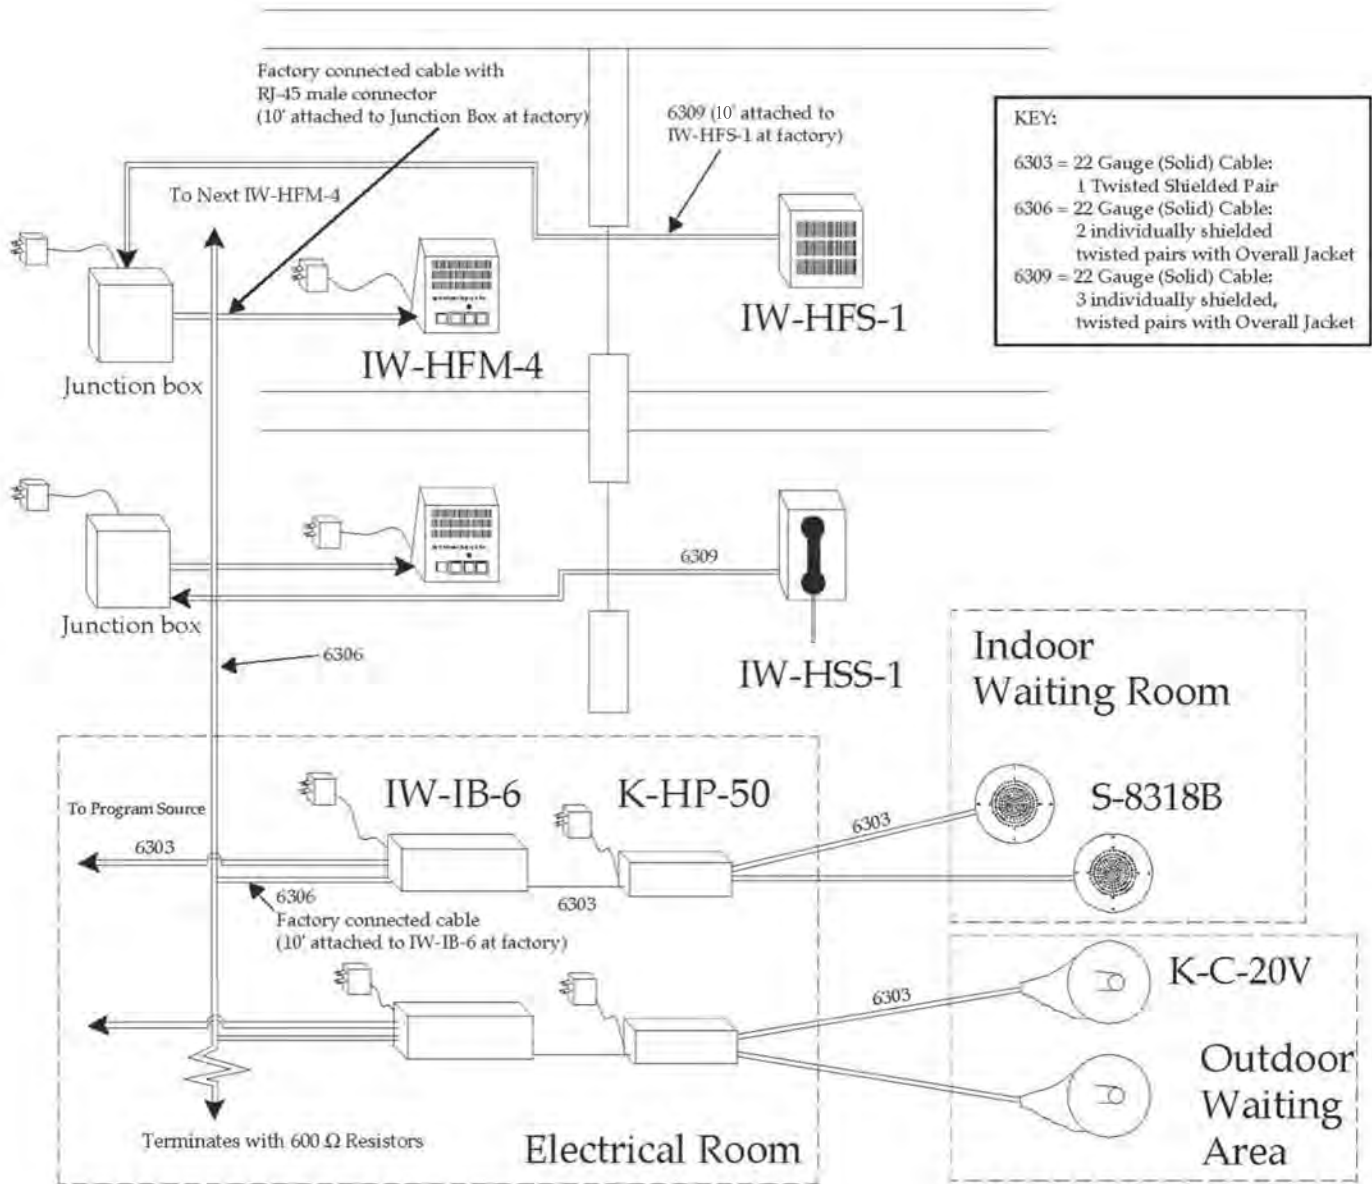 Factory connected cable with
RJ-45 male connector
(10' attached to Junction Box at factory)
6309 (10' attached to
IW-HFS-1 at factory)
KEY:
6303 = 22 Gauge (Solid) Cable:
1 Twisted Shielded Pair
6306 = 22 Gauge (Solid) Cable:
2 individually shielded
twisted pairs with Overall Jacket
6309 = 22 Gauge (Solid) Cable:
3 individually shielded,
twisted pairs with Overall Jacket
To Next IW-HFM-4
IW-HFS-1
IW-HFM-4
Junction box
6309
Junction box
6306
IW-HSS-1
Indoor
Waiting Room
To Program Source
IW-IB-6
K-HP-50
S-8318B
6303
6303
6306
Factory connected cable
(10' attached to IW-IB-6 at factory)
6303
6303
K-C-20V
Outdoor
Waiting
Area
Terminates with 600 Ω Resistors
Electrical Room